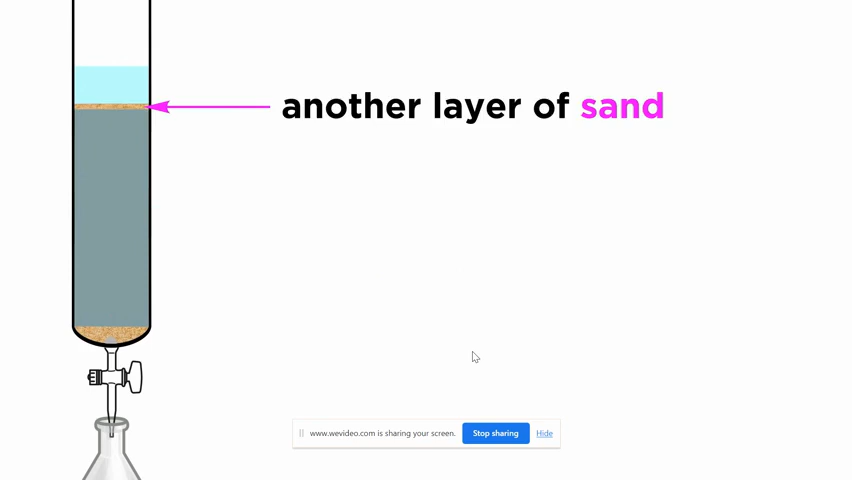 another layer of sand
www.wevideo.com is sharing your screen. Stop sharing Hide